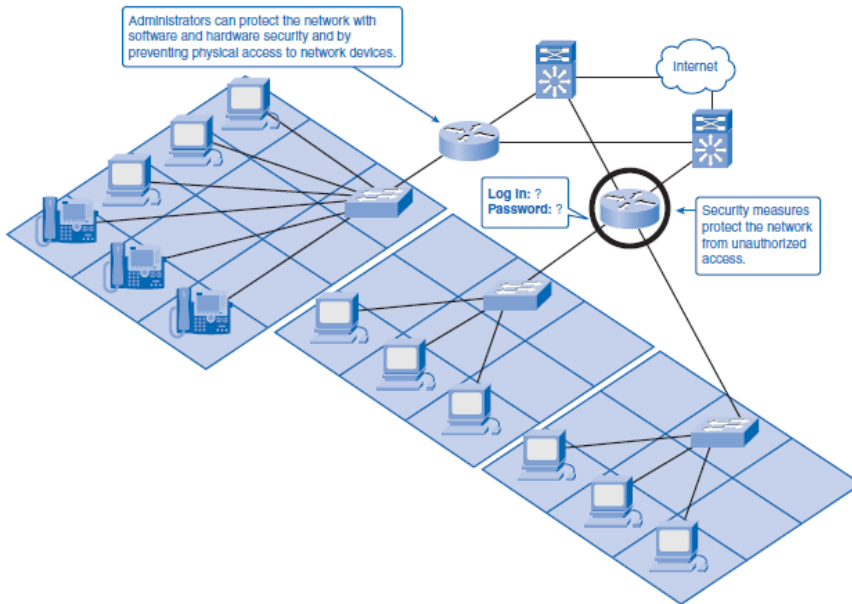 Administrators can protect the network with
software and hardware security and by
preventing physical access to network devices.
Internet
Log In: ?
Password: ?
Security measures
protect the network
from unauthorized
access.